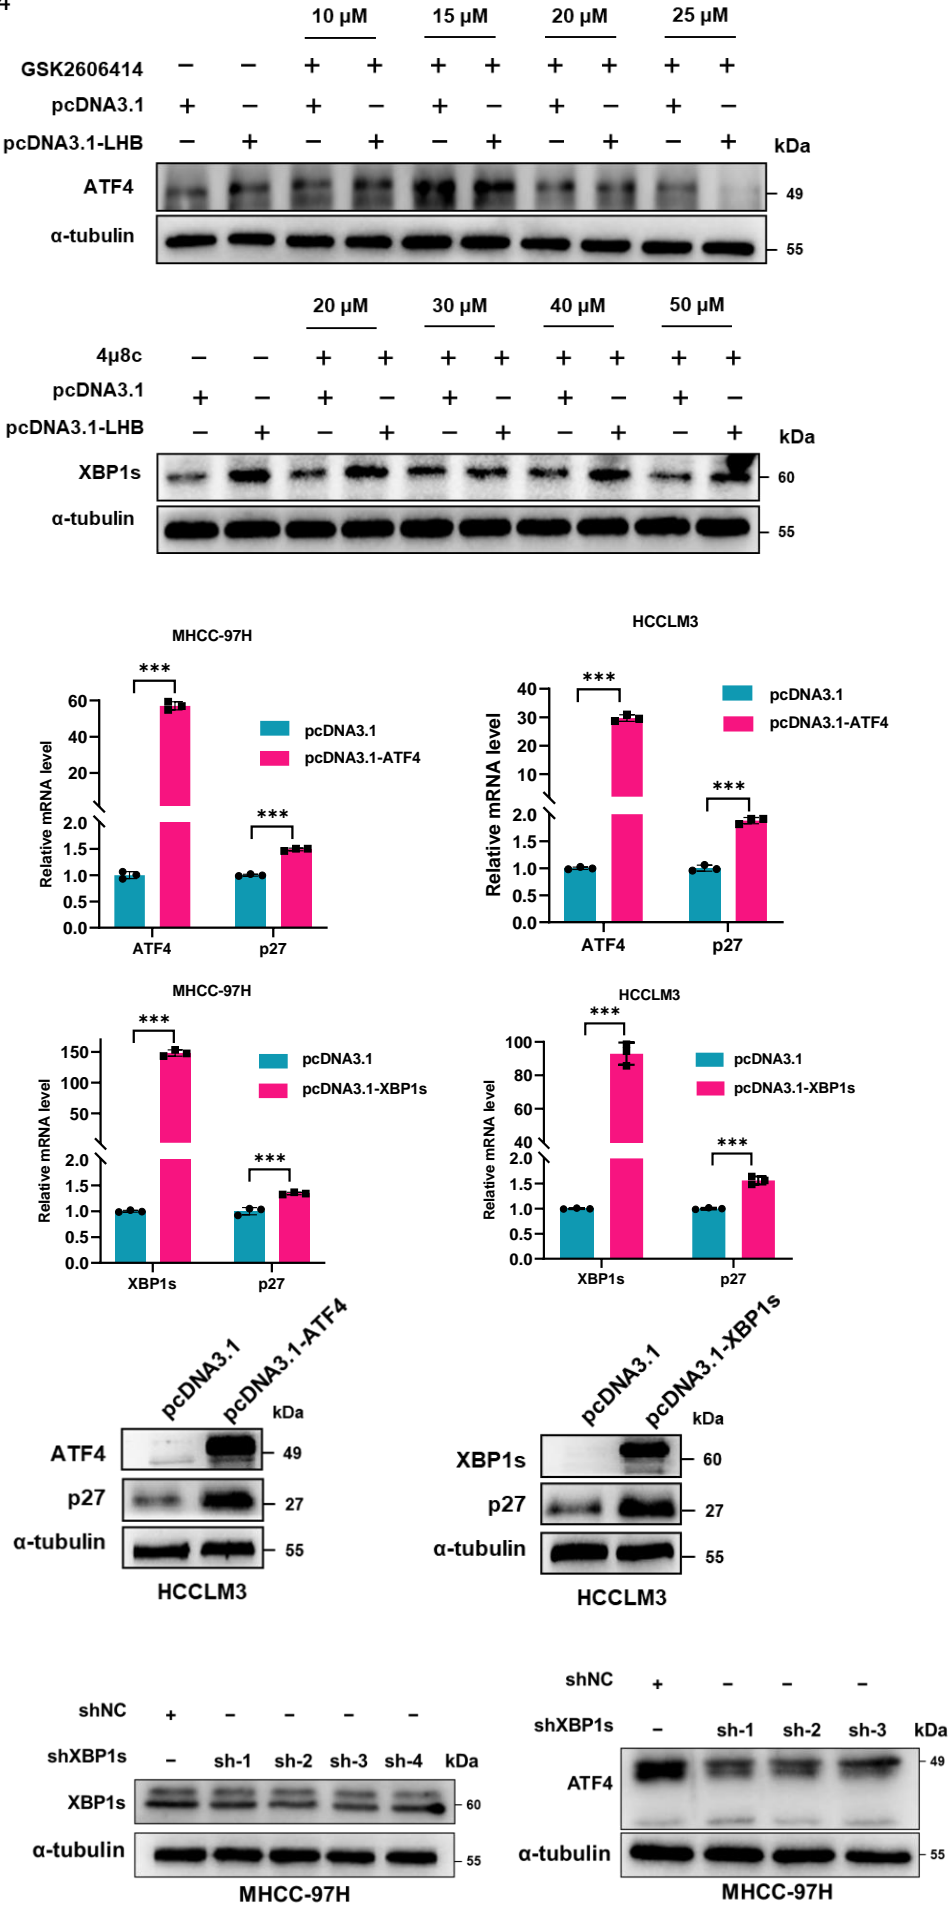 4
10 μM 15 μM 20 μM 25 μM
GSK2606414 − − + + + + + + + +
pcDNA3.1 + − + − + − + − + −
pcDNA3.1-LHB − + − + − + − + − + kDa
ATF4 49
α-tubulin 55
20 μM 30 μM 40 μM 50 μM
4μ8c − − + + + + + + + +
pcDNA3.1 + − + − + − + − + −
pcDNA3.1-LHB − + − + − + − + − + kDa
XBP1s 60
α-tubulin 55
MHCC-97H
***
60
40
20
2.0
1.5
1.0
0.5
0.0
Relative mRNA level
***
pcDNA3.1
pcDNA3.1-ATF4
ATF4 p27
HCCLM3
***
40
30
20
10
2.0
1.5
1.0
0.5
0.0
Relative mRNA level
***
pcDNA3.1
pcDNA3.1-ATF4
ATF4 p27
MHCC-97H
***
150
100
50
2.0
1.5
1.0
0.5
0.0
Relative mRNA level
***
pcDNA3.1
pcDNA3.1-XBP1s
XBP1s p27
HCCLM3
***
100
80
60
40
2.0
1.5
1.0
0.5
0.0
Relative mRNA level
***
pcDNA3.1
pcDNA3.1-XBP1s
XBP1s p27
pcDNA3.1
pcDNA3.1-ATF4
kDa
ATF4 49
p27 27
α-tubulin 55
HCCLM3
pcDNA3.1
pcDNA3.1-XBP1s
kDa
XBP1s 60
p27 27
α-tubulin 55
HCCLM3
shNC + − − − −
shXBP1s − sh-1 sh-2 sh-3 sh-4 kDa
XBP1s 60
α-tubulin 55
MHCC-97H
shNC + − − −
shXBP1s − sh-1 sh-2 sh-3 kDa
ATF4 49
α-tubulin 55
MHCC-97H